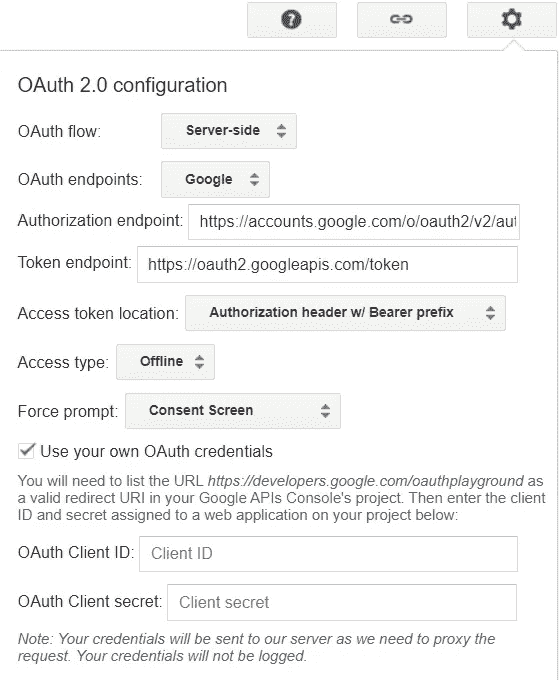 OAuth 2.0 configuration
OAuth flow: Server-side
OAuth endpoints: Google
Authorization endpoint: https://accounts.google.com/o/oauth2/v2/aut
Token endpoint: https://oauth2.googleapis.com/token
Access token location: Authorization header w/ Bearer prefix
Access type: Offline
Force prompt: Consent Screen
Use your own OAuth credentials
You will need to list the URL https://developers.google.com/oauthplayground as
a valid redirect URI in your Google APIs Console's project. Then enter the client
ID and secret assigned to a web application on your project below:
OAuth Client ID: Client ID
OAuth Client secret: Client secret
Note: Your credentials will be sent to our server as we need to proxy the
request. Your credentials will not be logged.